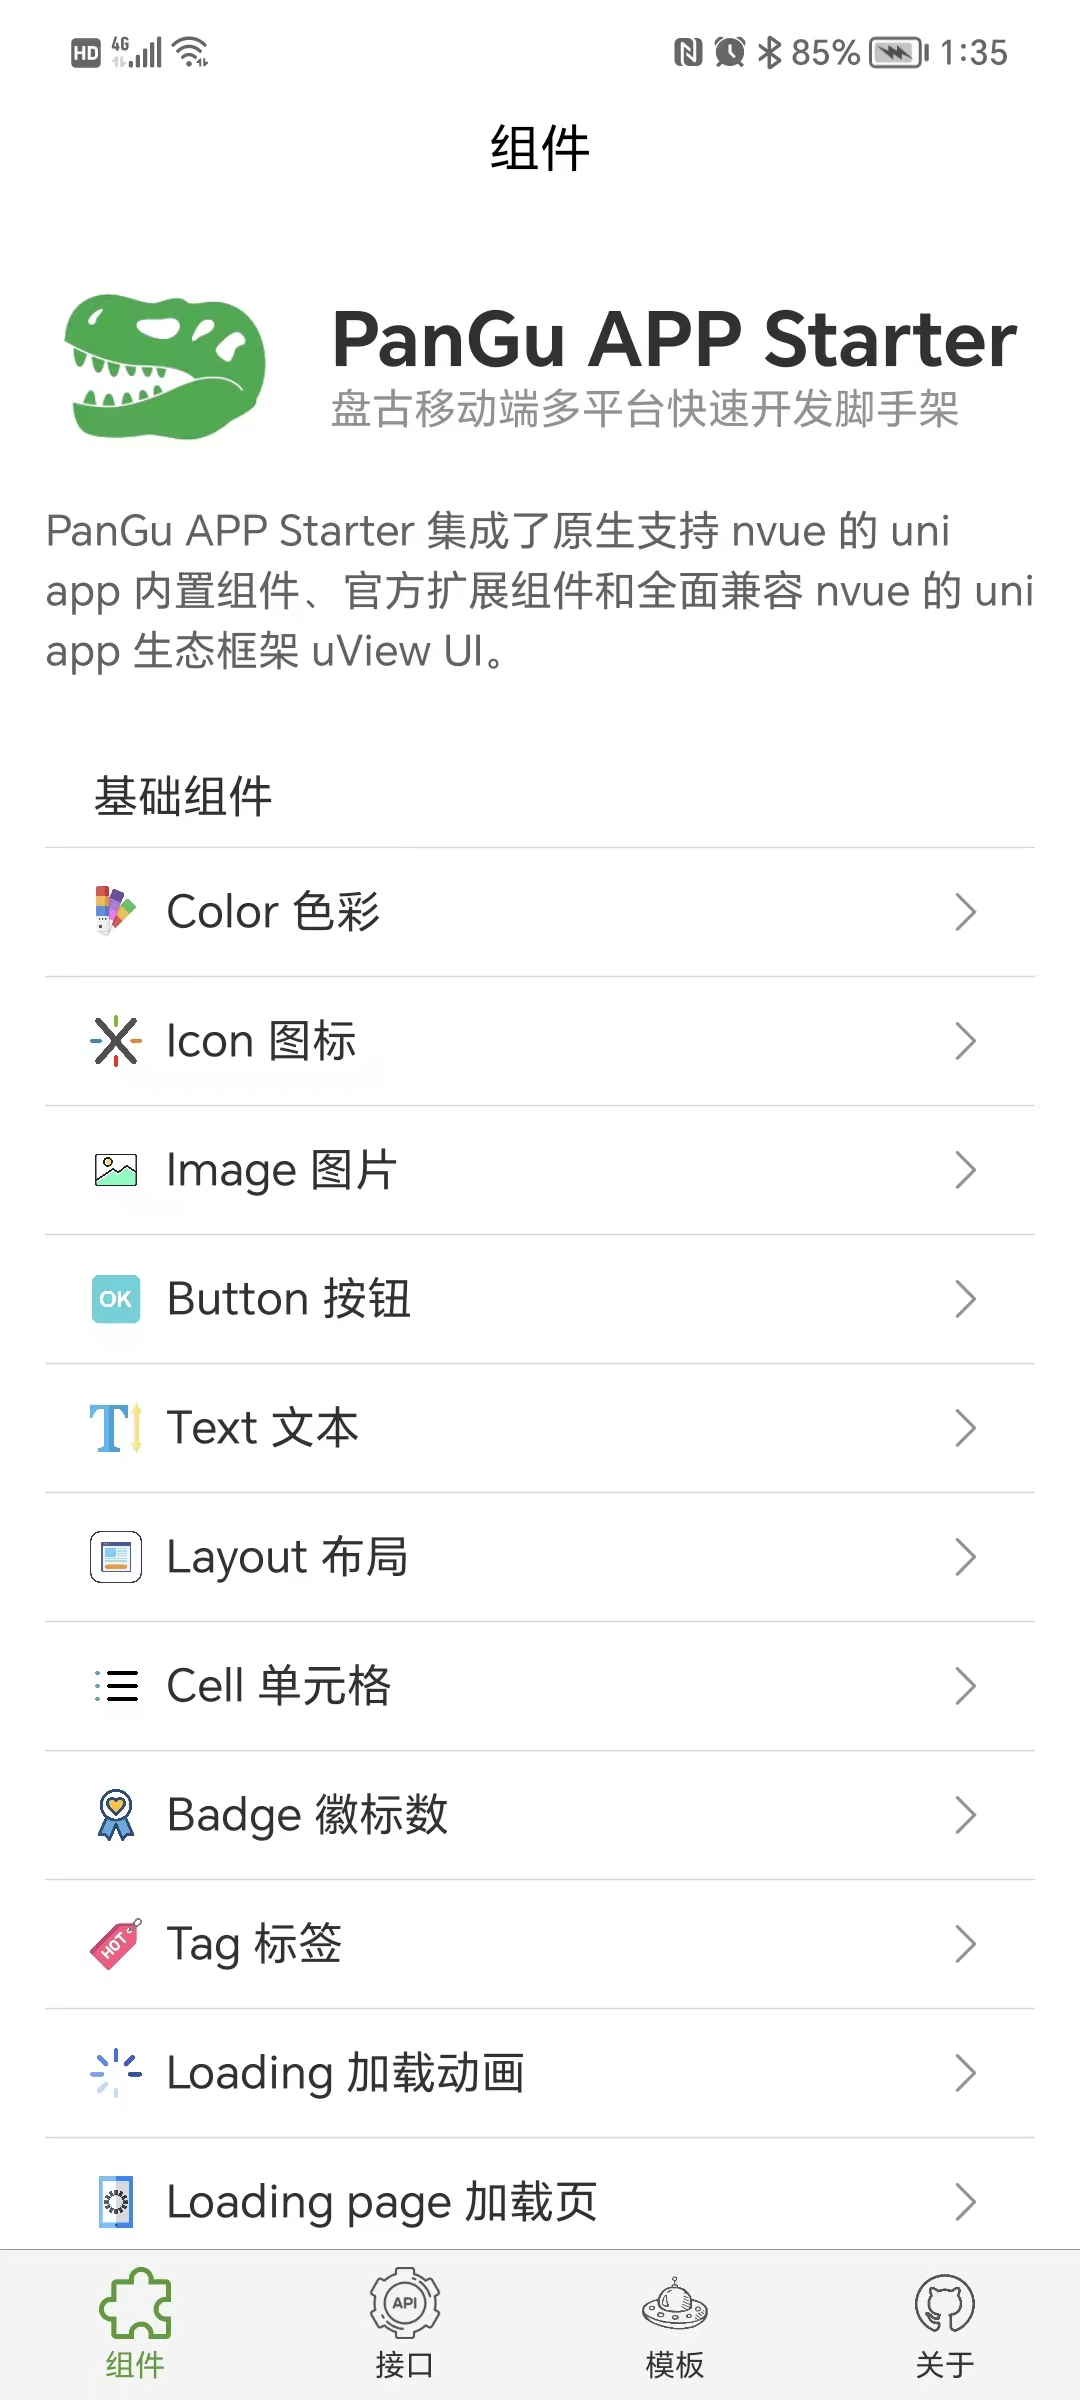 HD 4G 85% 1:35
组件
PanGu APP Starter
盘古移动端多平台快速开发脚手架
PanGu APP Starter 集成了原生支持 nvue 的 uni
app 内置组件、官方扩展组件和全面兼容 nvue 的 uni
app 生态框架 uView UI。
基础组件
Color 色彩
Icon 图标
Image 图片
OK Button 按钮
Text 文本
Layout 布局
Cell 单元格
Badge 徽标数
HOT Tag 标签
Loading 加载动画
Loading page 加载页
API
组件 接口 模板 关于